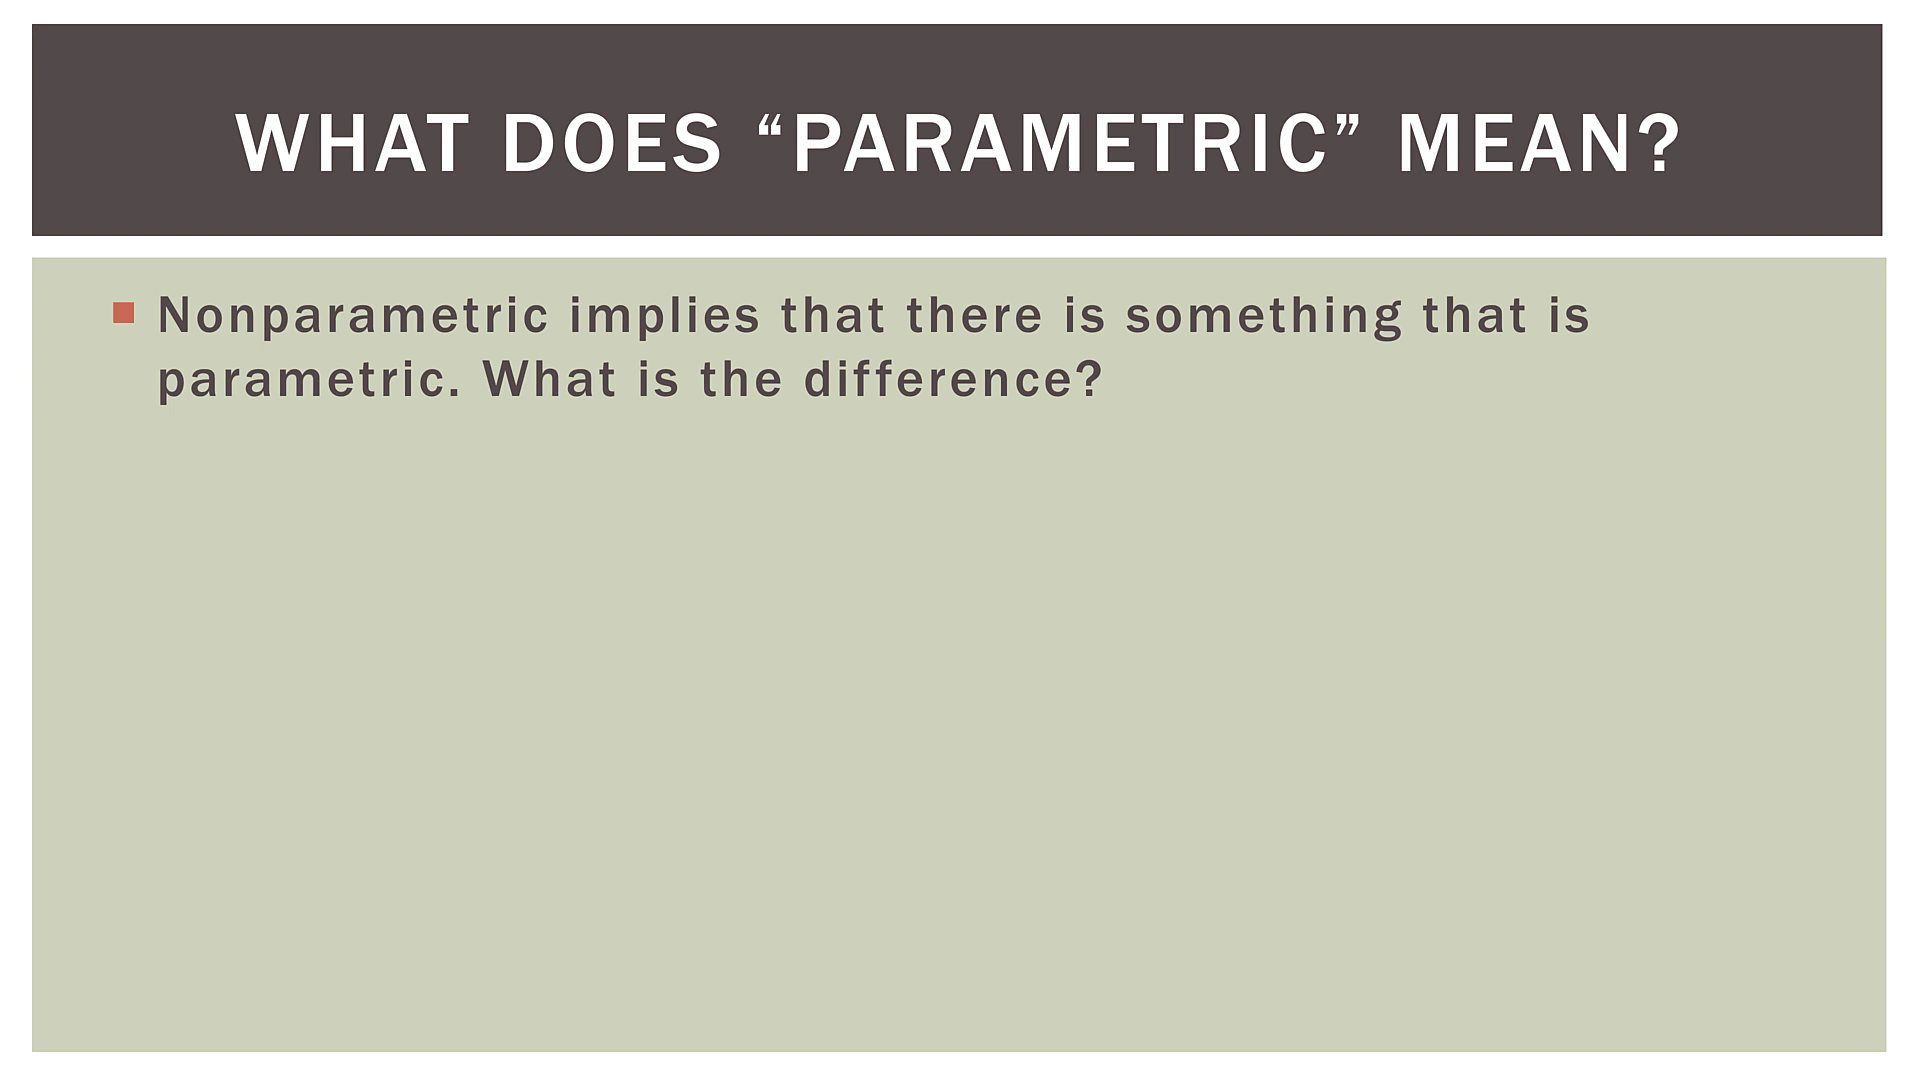 WHAT DOES “PARAMETRIC” MEAN?
Nonparametric implies that there is something that is
parametric. What is the difference?